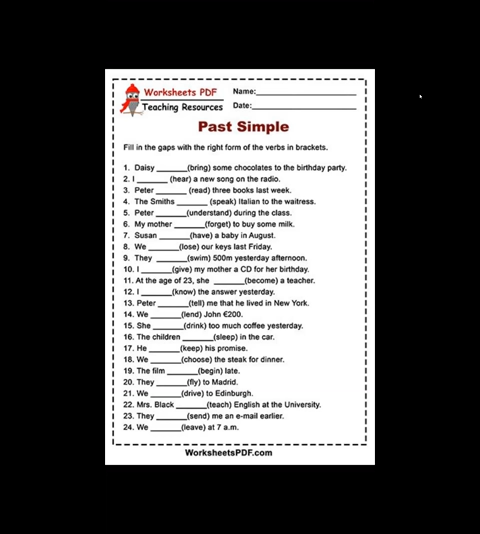 Worksheets PDF
Teaching Resources
Name:____________________
Date:____________________
Past Simple
Fill in the gaps with the right form of the verbs in brackets.
1. Daisy _______(bring) some chocolates to the birthday party.
2. I _______ (hear) a new song on the radio.
3. Peter _______ (read) three books last week.
4. The Smiths _______ (speak) Italian to the waitress.
5. Peter _______(understand) during the class.
6. My mother _______(forget) to buy some milk.
7. Susan _______(have) a baby in August.
8. We _______(lose) our keys last Friday.
9. They _______(swim) 500m yesterday afternoon.
10. I _______(give) my mother a CD for her birthday.
11. At the age of 23, she _______(become) a teacher.
12. I _______(know) the answer yesterday.
13. Peter _______(tell) me that he lived in New York.
14. We _______(lend) John €200.
15. She _______(drink) too much coffee yesterday.
16. The children _______(sleep) in the car.
17. He _______(keep) his promise.
18. We _______(choose) the steak for dinner.
19. The film _______(begin) late.
20. They _______(fly) to Madrid.
21. We _______(drive) to Edinburgh.
22. Mrs. Black _______(teach) English at the University.
23. They _______(send) me an e-mail earlier.
24. We _______(leave) at 7 a.m.
WorksheetsPDF.com